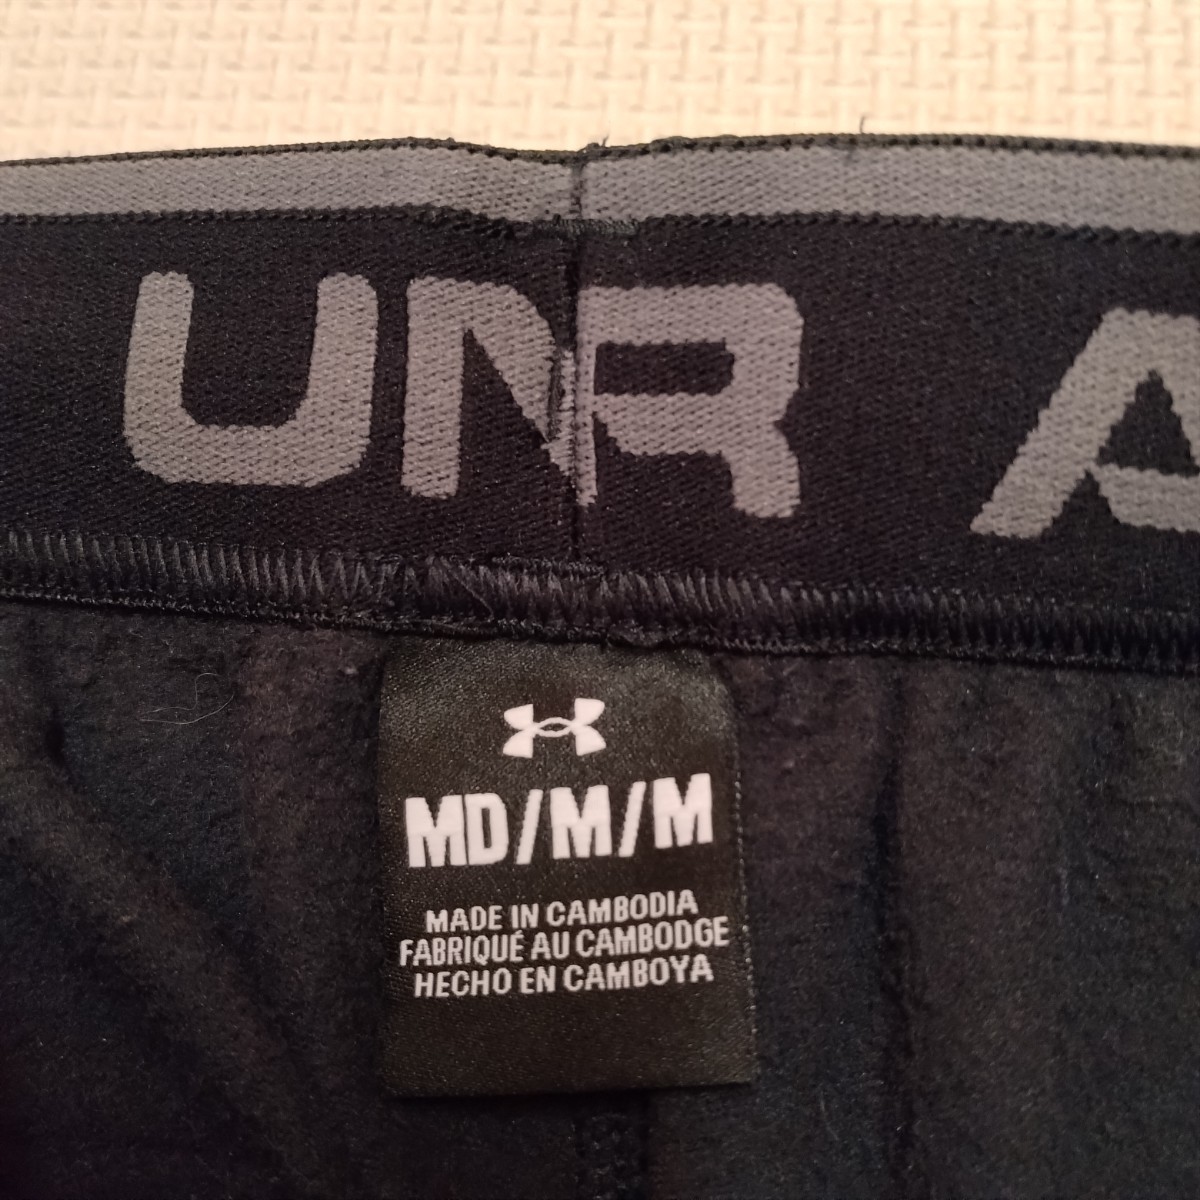 UNR A
MD/M/M
MADE IN CAMBODIA
FABRIQUÉ AU CAMBODGE
HECHO EN CAMBOYA